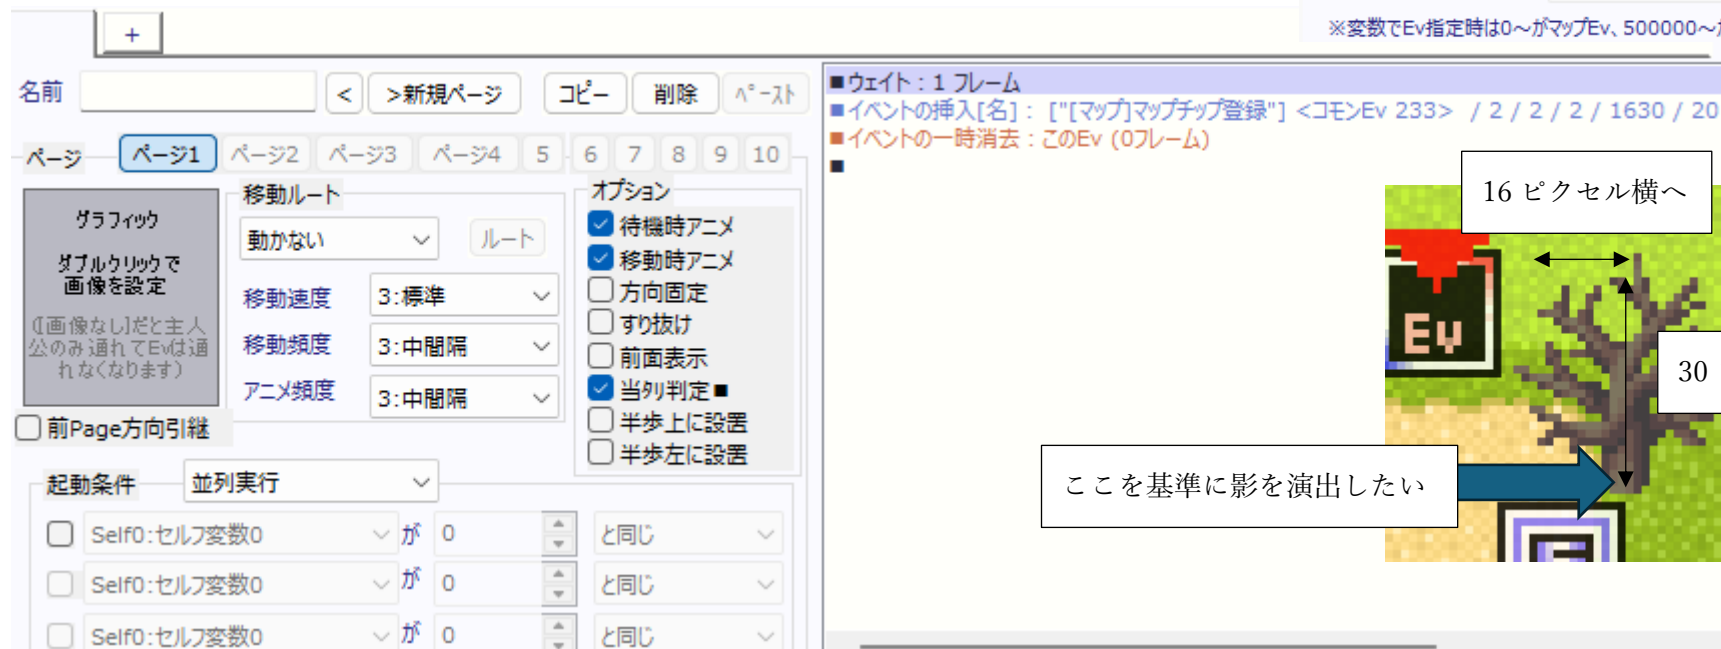 ※変数でEv指定時は0～がマップEv、500000～
+
名前
<
>新規ページ
コピー
削除
ペースト
ページ
ページ1
ページ2
ページ3
ページ4
5
6
7
8
9
10
グラフィック
ダブルクリックで
画像を設定
([画像なし]だと主人
公のみ通れてEvは通
れなくなります)
前Page方向引継
移動ルート
動かない
ルート
移動速度
3:標準
移動頻度
3:中間隔
アニメ頻度
3:中間隔
オプション
待機時アニメ
移動時アニメ
方向固定
すり抜け
前面表示
当り判定■
半歩上に設置
半歩左に設置
起動条件
並列実行
Self0:セルフ変数0 が 0 と同じ
Self0:セルフ変数0 が 0 と同じ
Self0:セルフ変数0 が 0 と同じ
■ウェイト：1 フレーム
■イベントの挿入[名]： ["[マップ]マップチップ登録"] <コモンEv 233> / 2 / 2 / 2 / 1630 / 20
■イベントの一時消去：このEv (0フレーム)
■
16 ピクセル横へ
Ev
30
ここを基準に影を演出したい